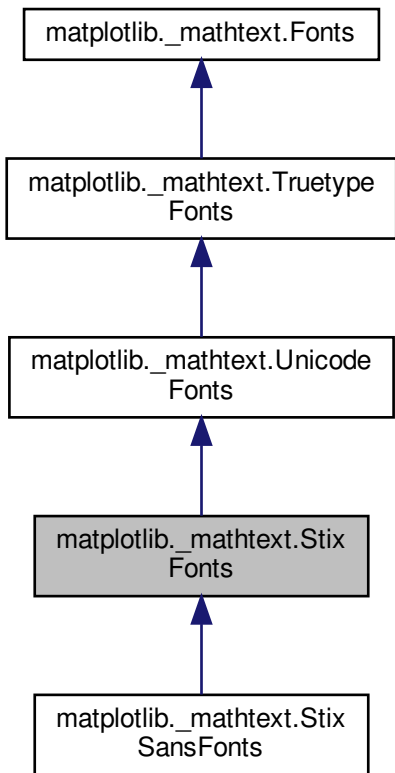 matplotlib._mathtext.Fonts
matplotlib._mathtext.Truetype
Fonts
matplotlib._mathtext.Unicode
Fonts
matplotlib._mathtext.Stix
Fonts
matplotlib._mathtext.Stix
SansFonts